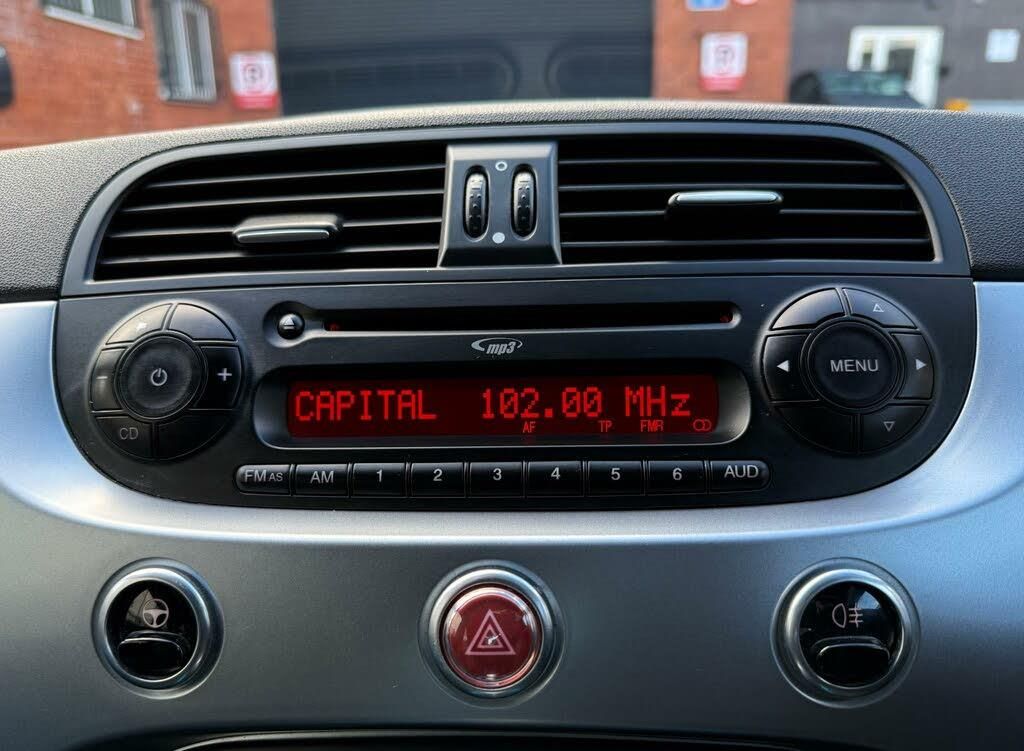 mp3
CAPITAL 102.00 MHz
AF TP FMR
MENU
CD
FM AS AM 1 2 3 4 5 6 AUD